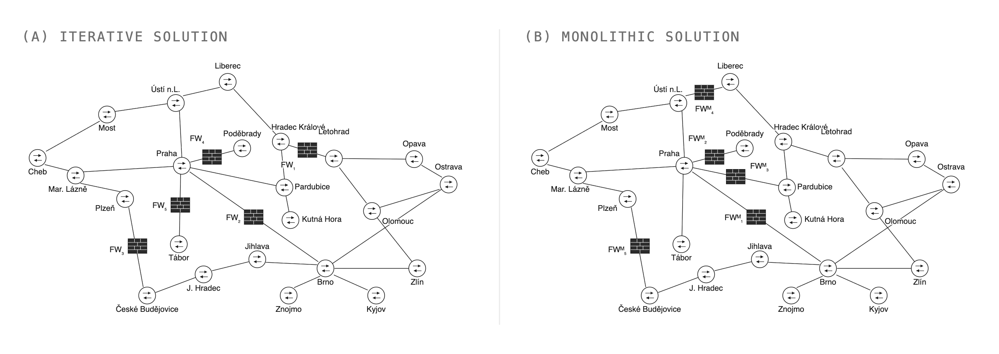 (A) ITERATIVE SOLUTION
Liberec
Ústí n.L.
Most
Hradec Králové
Letohrad
Poděbrady
FW4
Opava
Praha
Cheb
FW1
Ostrava
Mar. Lázně
Pardubice
Plzeň
FW5
FW2
Kutná Hora
Olomouc
FW3
Jihlava
Tábor
Brno
Zlín
J. Hradec
České Budějovice
Znojmo
Kyjov
(B) MONOLITHIC SOLUTION
Liberec
Ústí n.L.
FWM4
Most
Hradec Králové
Letohrad
Poděbrady
FWM2
Opava
Praha
Cheb
FWM3
Ostrava
Mar. Lázně
Pardubice
Plzeň
FWM1
Kutná Hora
Olomouc
FWM5
Jihlava
Tábor
Brno
Zlín
J. Hradec
České Budějovice
Znojmo
Kyjov